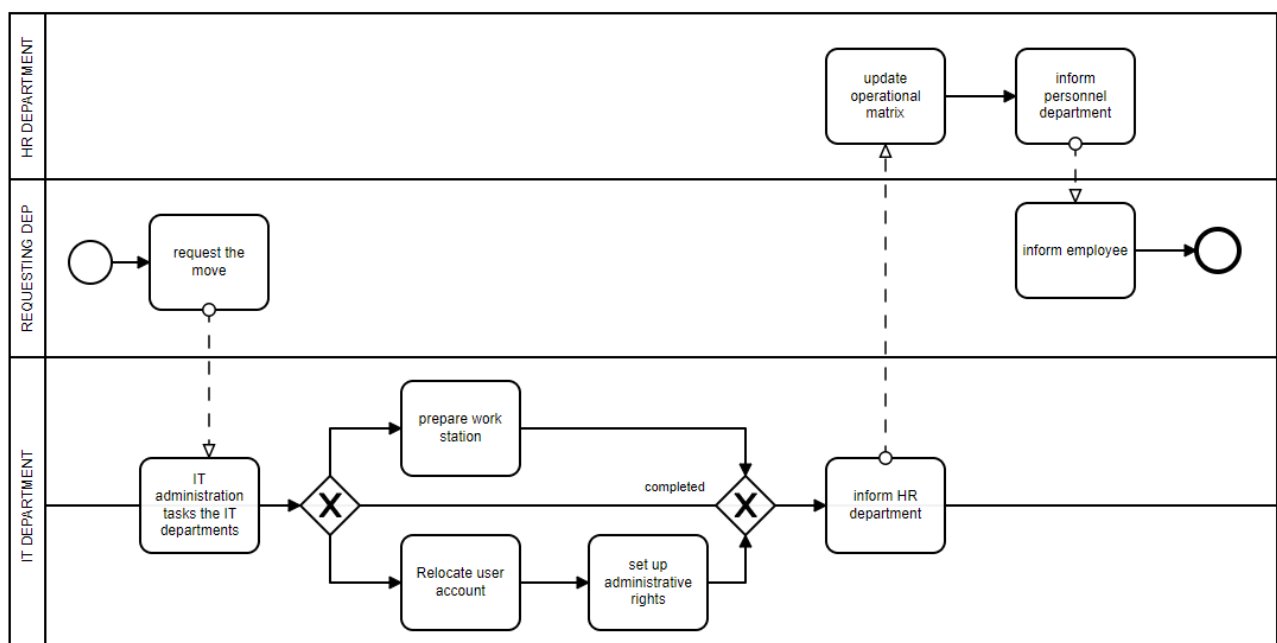 HR DEPARTMENT
update
operational
matrix
inform
personnel
department
REQUESTING DEP
request the
move
inform employee
IT DEPARTMENT
prepare work
station
IT
administration
tasks the IT
departments
X
completed
X
inform HR
department
Relocate user
account
set up
administrative
rights